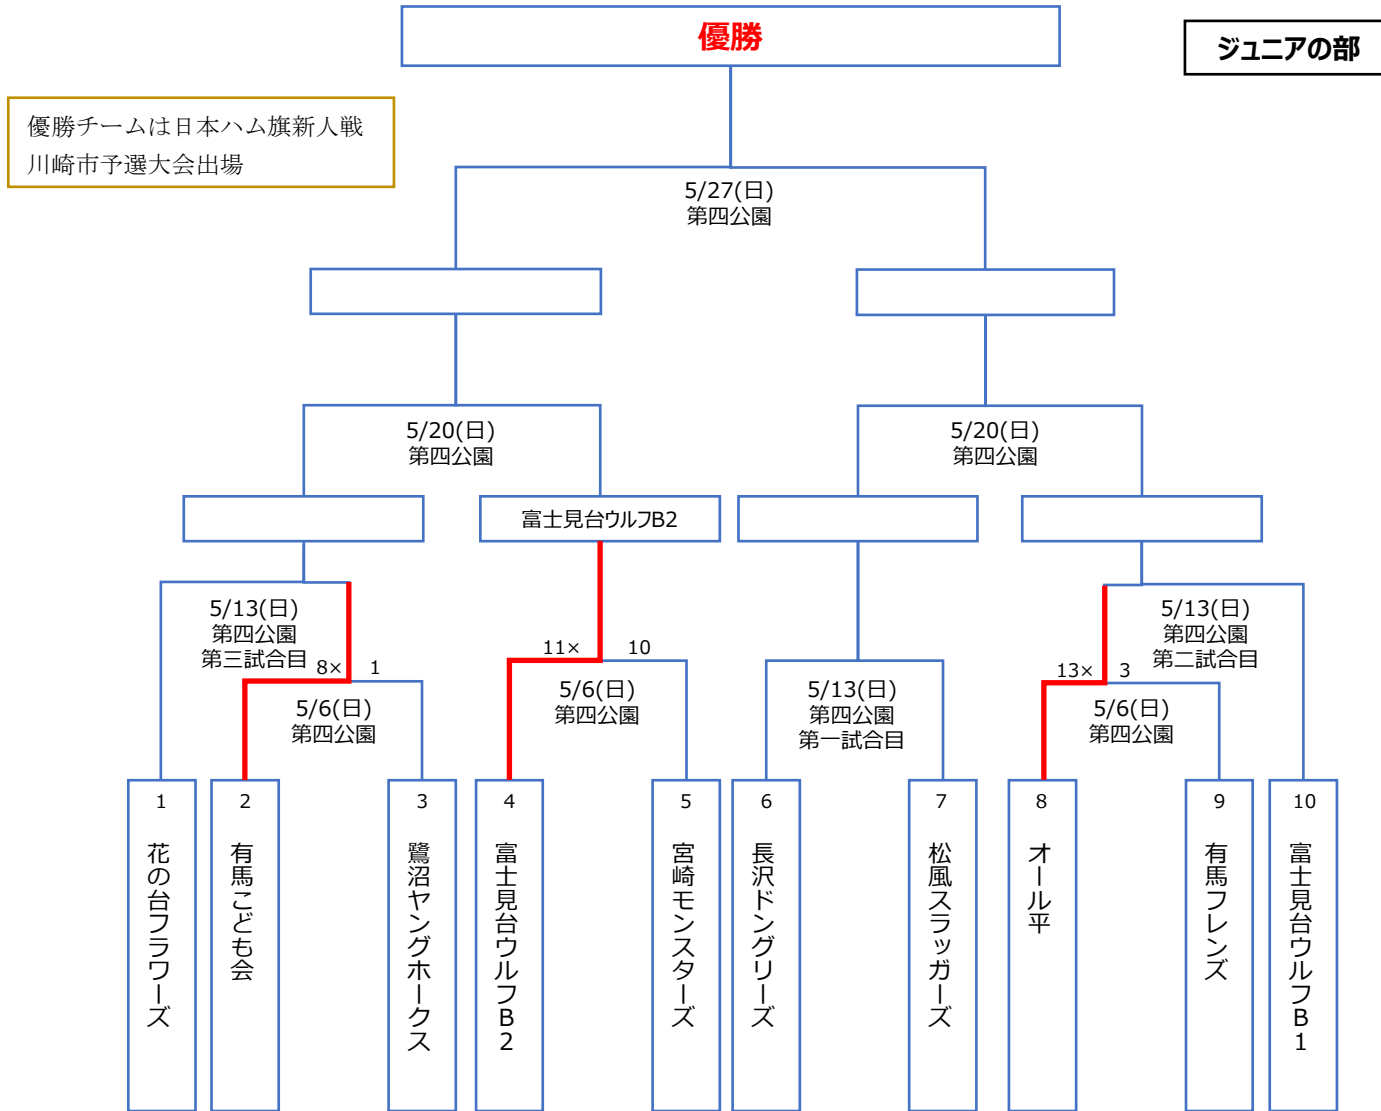 優勝
ジュニアの部
優勝チームは日本ハム旗新人戦
川崎市予選大会出場
5/27(日)
第四公園
5/20(日)
第四公園
5/20(日)
第四公園
富士見台ウルフB2
5/13(日)
第四公園
第三試合目
8×
1
5/6(日)
第四公園
11×
10
5/6(日)
第四公園
5/13(日)
第四公園
第一試合目
5/13(日)
第四公園
第二試合目
13×
3
5/6(日)
第四公園
1
花の台フラワーズ
2
有馬こども会
3
鷺沼ヤングホークス
4
富士見台ウルフB2
5
宮崎モンスターズ
6
長沢ドングリーズ
7
松風スラッガーズ
8
オール平
9
有馬フレンズ
10
富士見台ウルフB1